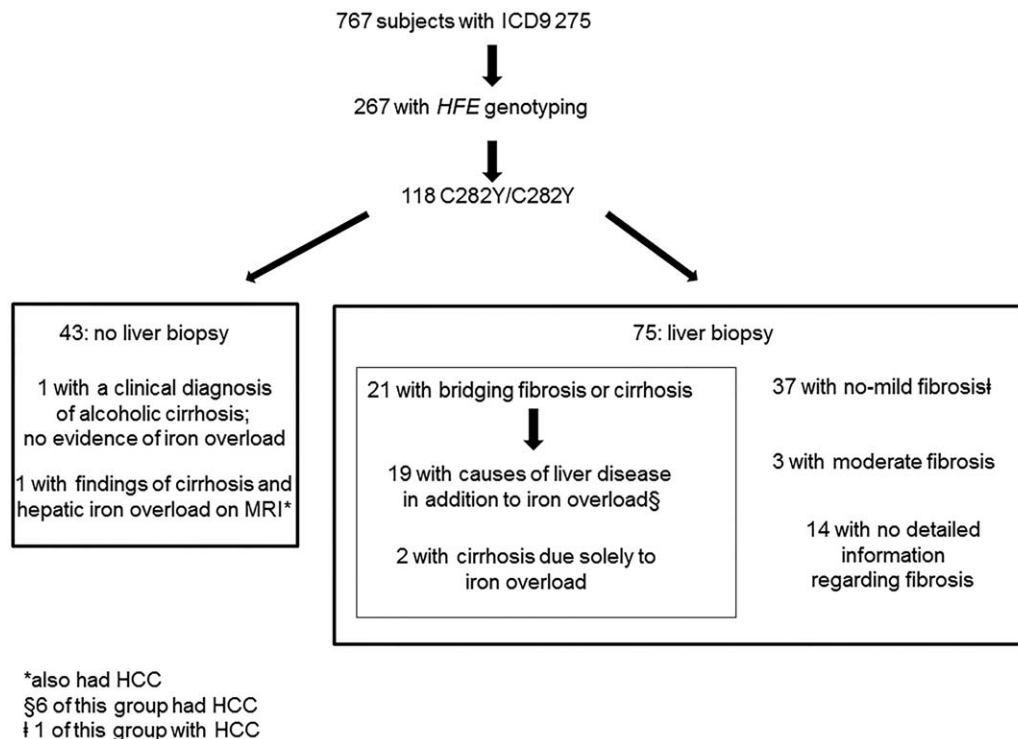 767 subjects with ICD9 275
267 with HFE genotyping
118 C282Y/C282Y
43: no liver biopsy
1 with a clinical diagnosis
of alcoholic cirrhosis;
no evidence of iron overload
1 with findings of cirrhosis and
hepatic iron overload on MRI*
75: liver biopsy
21 with bridging fibrosis or cirrhosis
19 with causes of liver disease
in addition to iron overload§
2 with cirrhosis due solely to
iron overload
37 with no-mild fibrosisǂ
3 with moderate fibrosis
14 with no detailed
information
regarding fibrosis
*also had HCC
§6 of this group had HCC
ǂ 1 of this group with HCC